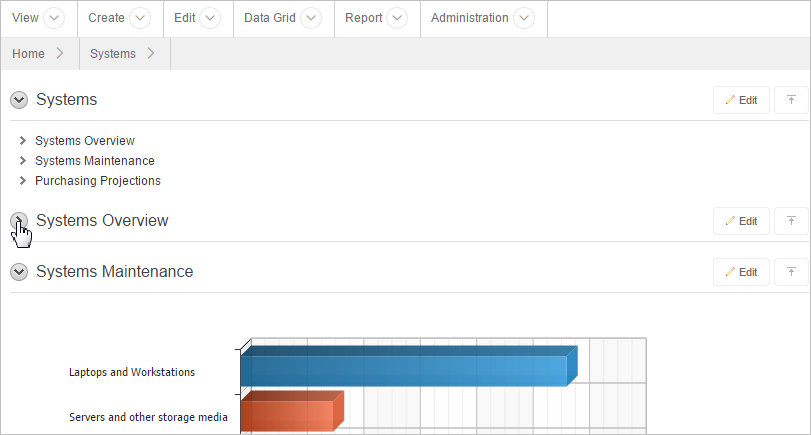 View Create Edit Data Grid Report Administration
Home Systems
Systems Edit
Systems Overview
Systems Maintenance
Purchasing Projections
Systems Overview Edit
Systems Maintenance Edit
Laptops and Workstations
Servers and other storage media